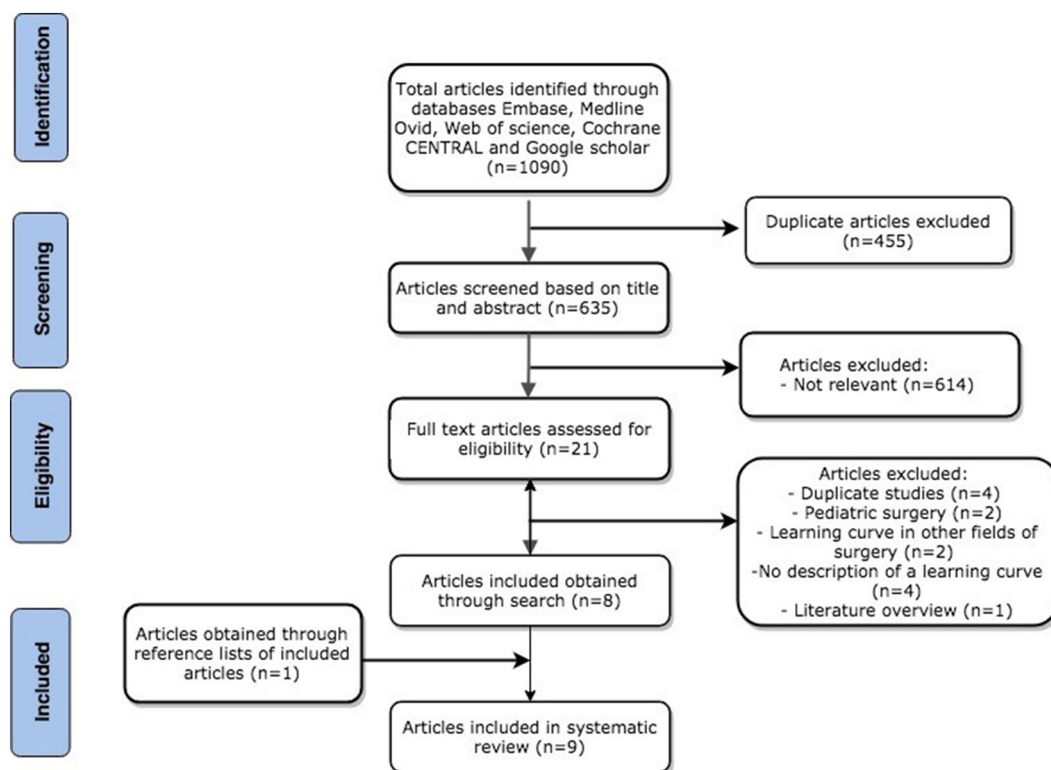 Identification
Total articles identified through
databases Embase, Medline
Ovid, Web of science, Cochrane
CENTRAL and Google scholar
(n=1090)
Duplicate articles excluded
(n=455)
Screening
Articles screened based on title
and abstract (n=635)
Articles excluded:
- Not relevant (n=614)
Eligibility
Full text articles assessed for
eligibility (n=21)
Articles excluded:
- Duplicate studies (n=4)
- Pediatric surgery (n=2)
- Learning curve in other fields of
surgery (n=2)
-No description of a learning curve
(n=4)
- Literature overview (n=1)
Articles included obtained
through search (n=8)
Included
Articles obtained through
reference lists of included
articles (n=1)
Articles included in systematic
review (n=9)